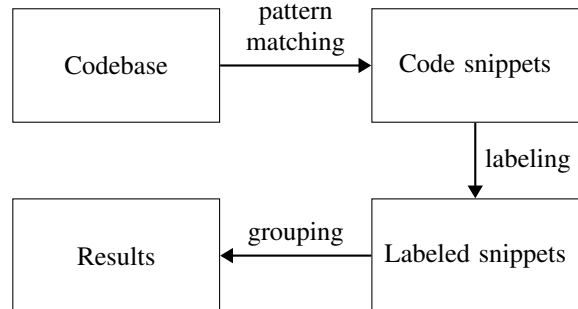 pattern
matching
Codebase
Code snippets
labeling
grouping
Results
Labeled snippets